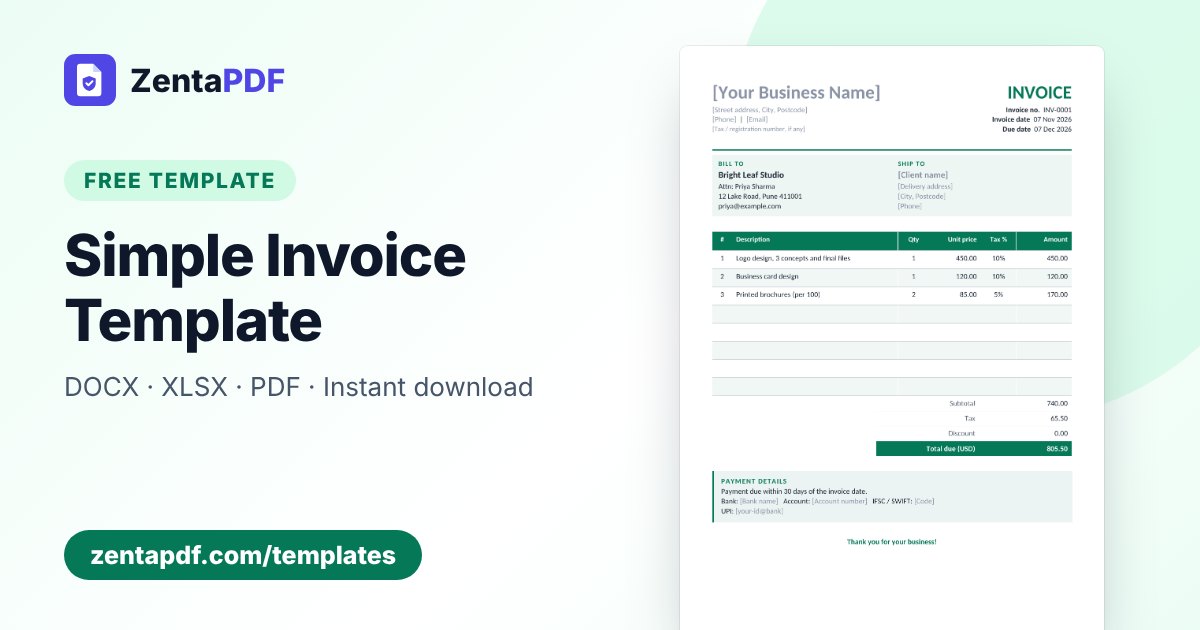 ZentaPDF
FREE TEMPLATE
Simple Invoice
Template
DOCX · XLSX · PDF · Instant download
zentapdf.com/templates
[Your Business Name]
[Street address, City, Postcode]
[Phone] | [Email]
[Tax / registration number, if any]
INVOICE
Invoice no. INV-0001
Invoice date 07 Nov 2026
Due date 07 Dec 2026
BILL TO
Bright Leaf Studio
Attn: Priya Sharma
12 Lake Road, Pune 411001
priya@example.com
SHIP TO
[Client name]
[Delivery address]
[City, Postcode]
[Phone]
# Description Qty Unit price Tax % Amount
1 Logo design, 3 concepts and final files 1 450.00 10% 450.00
2 Business card design 1 120.00 10% 120.00
3 Printed brochures (per 100) 2 85.00 5% 170.00
Subtotal 740.00
Tax 65.50
Discount 0.00
Total due (USD) 805.50
PAYMENT DETAILS
Payment due within 30 days of the invoice date.
Bank: [Bank name] Account: [Account number] IFSC / SWIFT: [Code]
UPI: [your-id@bank]
Thank you for your business!